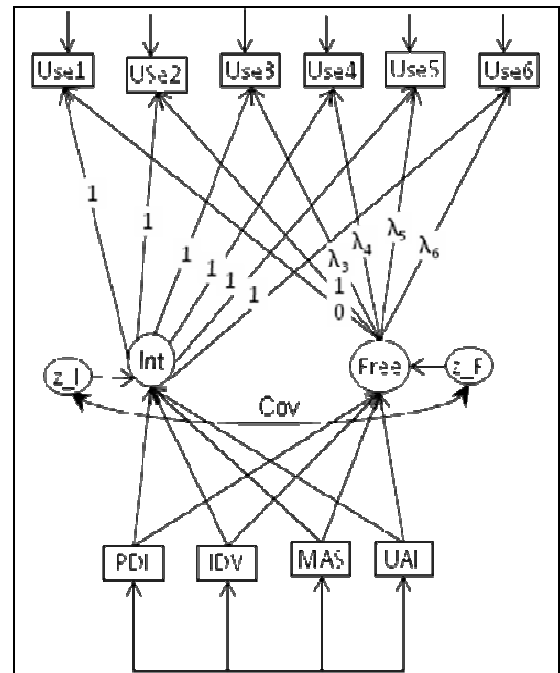 Use1 USe2 Use3 Use4 Use5 Use6
1 1 1 1 1 1 λ₃ λ₄ λ₅ λ₆
1
0
z_I Int Free z_F
Cov
PDI IDV MAS UAI